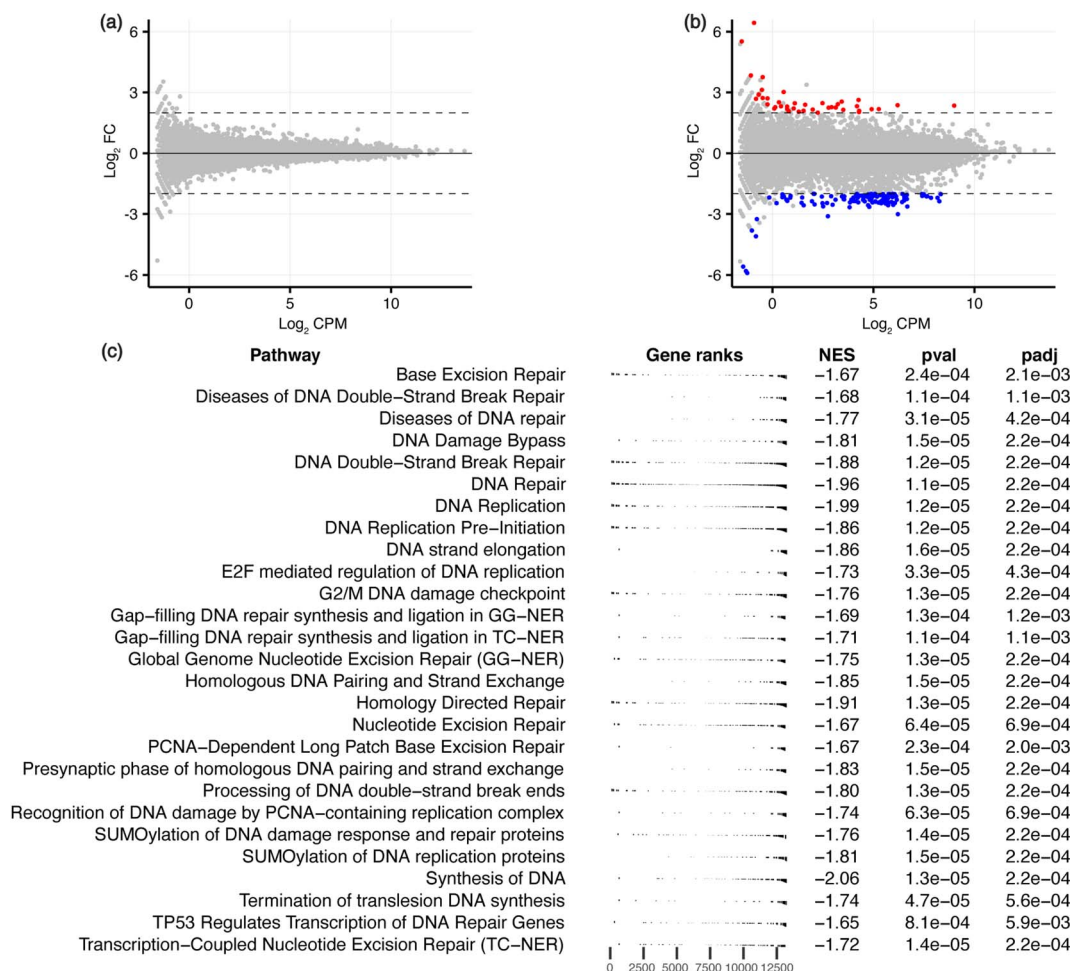 (a)
6
3
0
-3
-6
Log2 FC
0 5 10
Log2 CPM
(b)
6
3
0
-3
-6
Log2 FC
0 5 10
Log2 CPM
(c) Pathway Gene ranks NES pval padj
Base Excision Repair −1.67 2.4e−04 2.1e−03
Diseases of DNA Double−Strand Break Repair −1.68 1.1e−04 1.1e−03
Diseases of DNA repair −1.77 3.1e−05 4.2e−04
DNA Damage Bypass −1.81 1.5e−05 2.2e−04
DNA Double−Strand Break Repair −1.88 1.2e−05 2.2e−04
DNA Repair −1.96 1.1e−05 2.2e−04
DNA Replication −1.99 1.2e−05 2.2e−04
DNA Replication Pre−Initiation −1.86 1.2e−05 2.2e−04
DNA strand elongation −1.86 1.6e−05 2.2e−04
E2F mediated regulation of DNA replication −1.73 3.3e−05 4.3e−04
G2/M DNA damage checkpoint −1.76 1.3e−05 2.2e−04
Gap−filling DNA repair synthesis and ligation in GG−NER −1.69 1.3e−04 1.2e−03
Gap−filling DNA repair synthesis and ligation in TC−NER −1.71 1.1e−04 1.1e−03
Global Genome Nucleotide Excision Repair (GG−NER) −1.75 1.3e−05 2.2e−04
Homologous DNA Pairing and Strand Exchange −1.85 1.5e−05 2.2e−04
Homology Directed Repair −1.91 1.3e−05 2.2e−04
Nucleotide Excision Repair −1.67 6.4e−05 6.9e−04
PCNA−Dependent Long Patch Base Excision Repair −1.67 2.3e−04 2.0e−03
Presynaptic phase of homologous DNA pairing and strand exchange −1.83 1.5e−05 2.2e−04
Processing of DNA double−strand break ends −1.80 1.3e−05 2.2e−04
Recognition of DNA damage by PCNA−containing replication complex −1.74 6.3e−05 6.9e−04
SUMOylation of DNA damage response and repair proteins −1.76 1.4e−05 2.2e−04
SUMOylation of DNA replication proteins −1.81 1.5e−05 2.2e−04
Synthesis of DNA −2.06 1.3e−05 2.2e−04
Termination of translesion DNA synthesis −1.74 4.7e−05 5.6e−04
TP53 Regulates Transcription of DNA Repair Genes −1.65 8.1e−04 5.9e−03
Transcription−Coupled Nucleotide Excision Repair (TC−NER) −1.72 1.4e−05 2.2e−04
0 2500 5000 7500 10000 12500